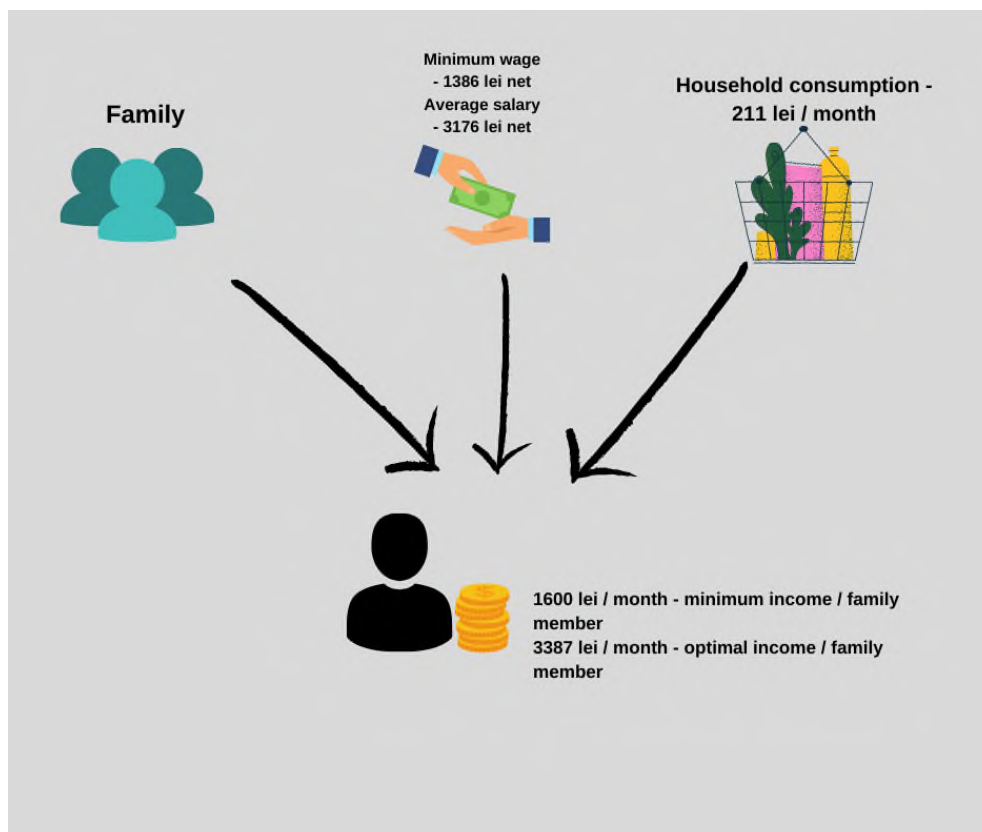 Family
Minimum wage
- 1386 lei net
Average salary
- 3176 lei net
Household consumption -
211 lei / month
1600 lei / month - minimum income / family
member
3387 lei / month - optimal income / family
member